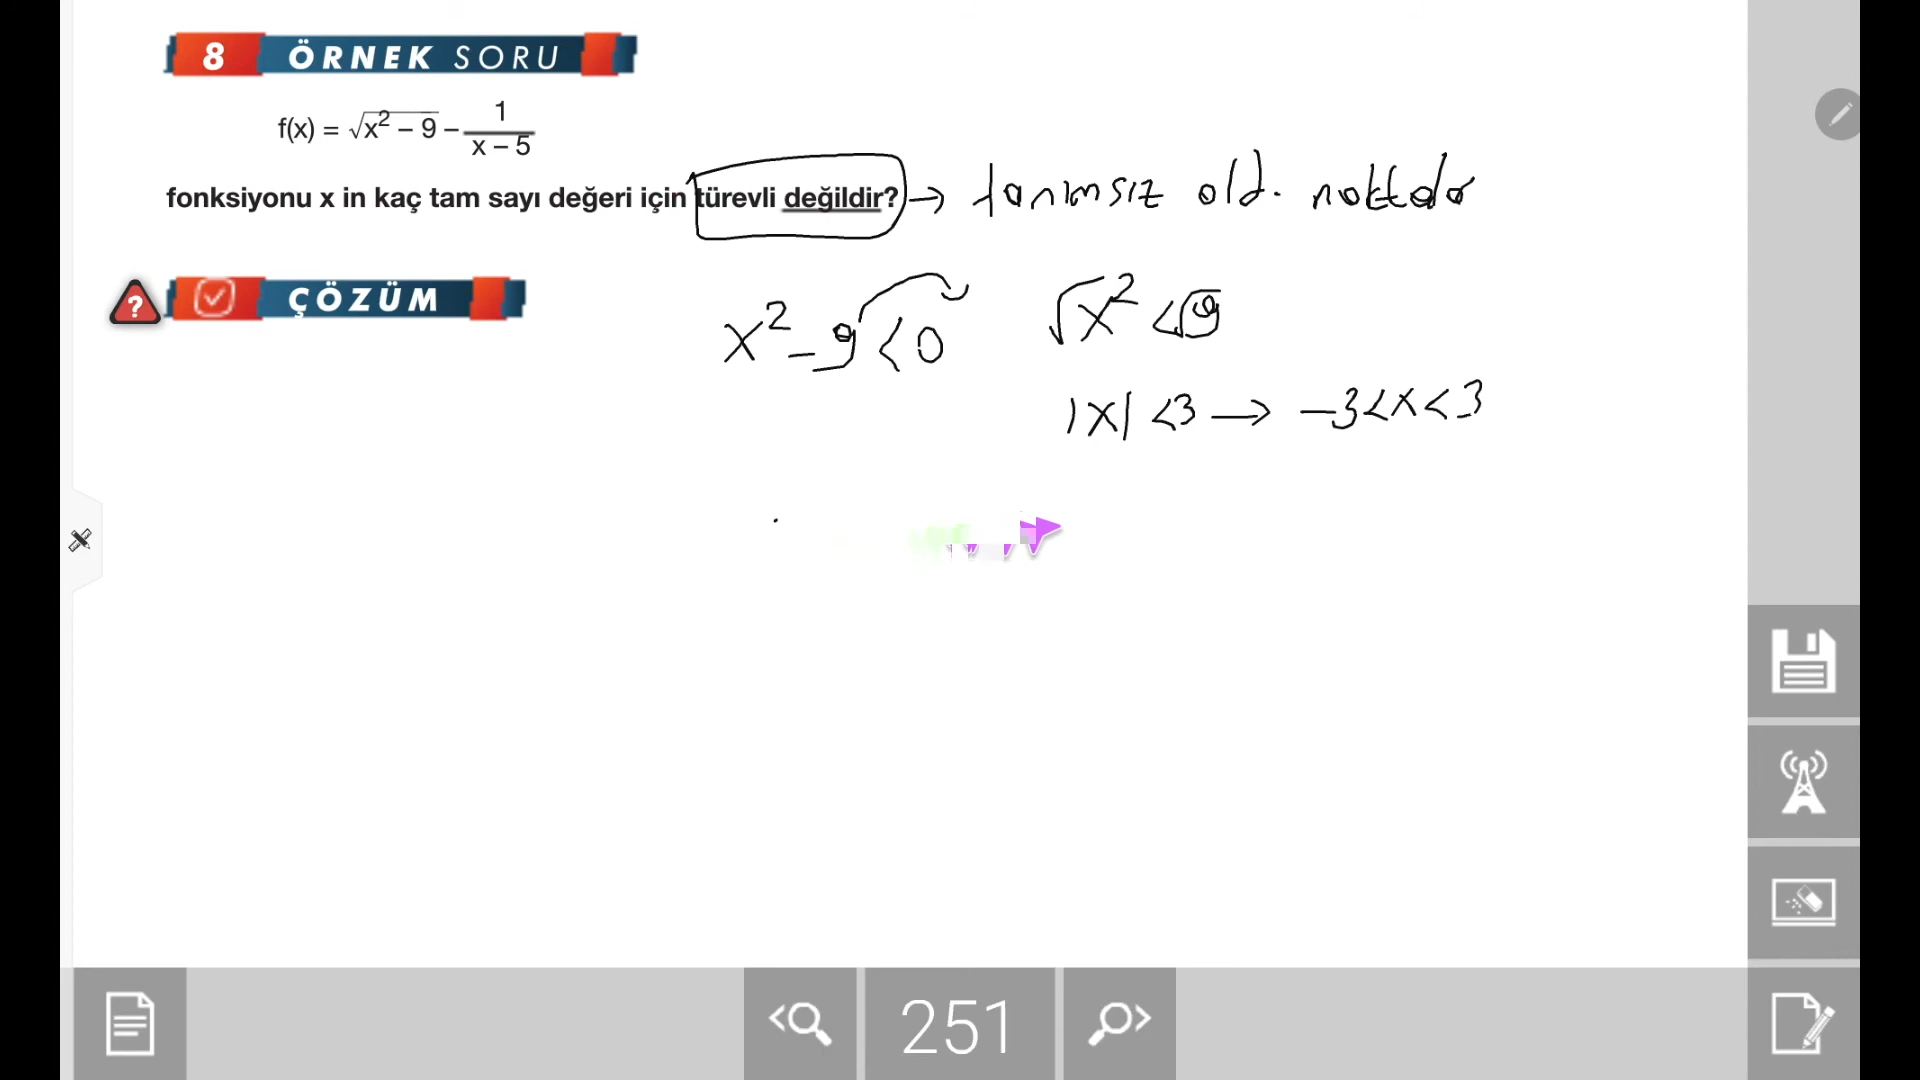 8 ÖRNEK SORU
f(x) = √x² – 9 – 1/(x – 5)
fonksiyonu x in kaç tam sayı değeri için türevli değildir? → tanımsız old. noktalar
ÇÖZÜM
x² – 9 < 0
√x² < √9
|x| < 3 → –3 < x < 3
251